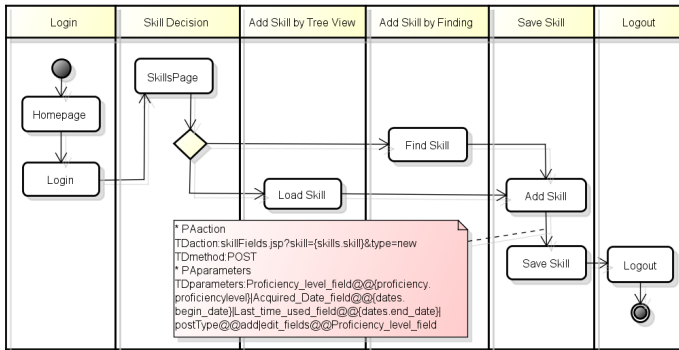 Login
Skill Decision
Add Skill by Tree View
Add Skill by Finding
Save Skill
Logout
SkillsPage
Homepage
Find Skill
Login
Load Skill
Add Skill
* PAaction
TDaction:skillFields.jsp?skill={skills.skill}&type=new
TDmethod:POST
* PAparameters
TDparameters:Proficiency_level_field@@{proficiency.
proficiencylevel}|Acquired_Date_field@@{dates.
begin_date}|Last_time_used_field@@{dates.end_date}|
postType@@add|edit_fields@@Proficiency_level_field
Save Skill
Logout